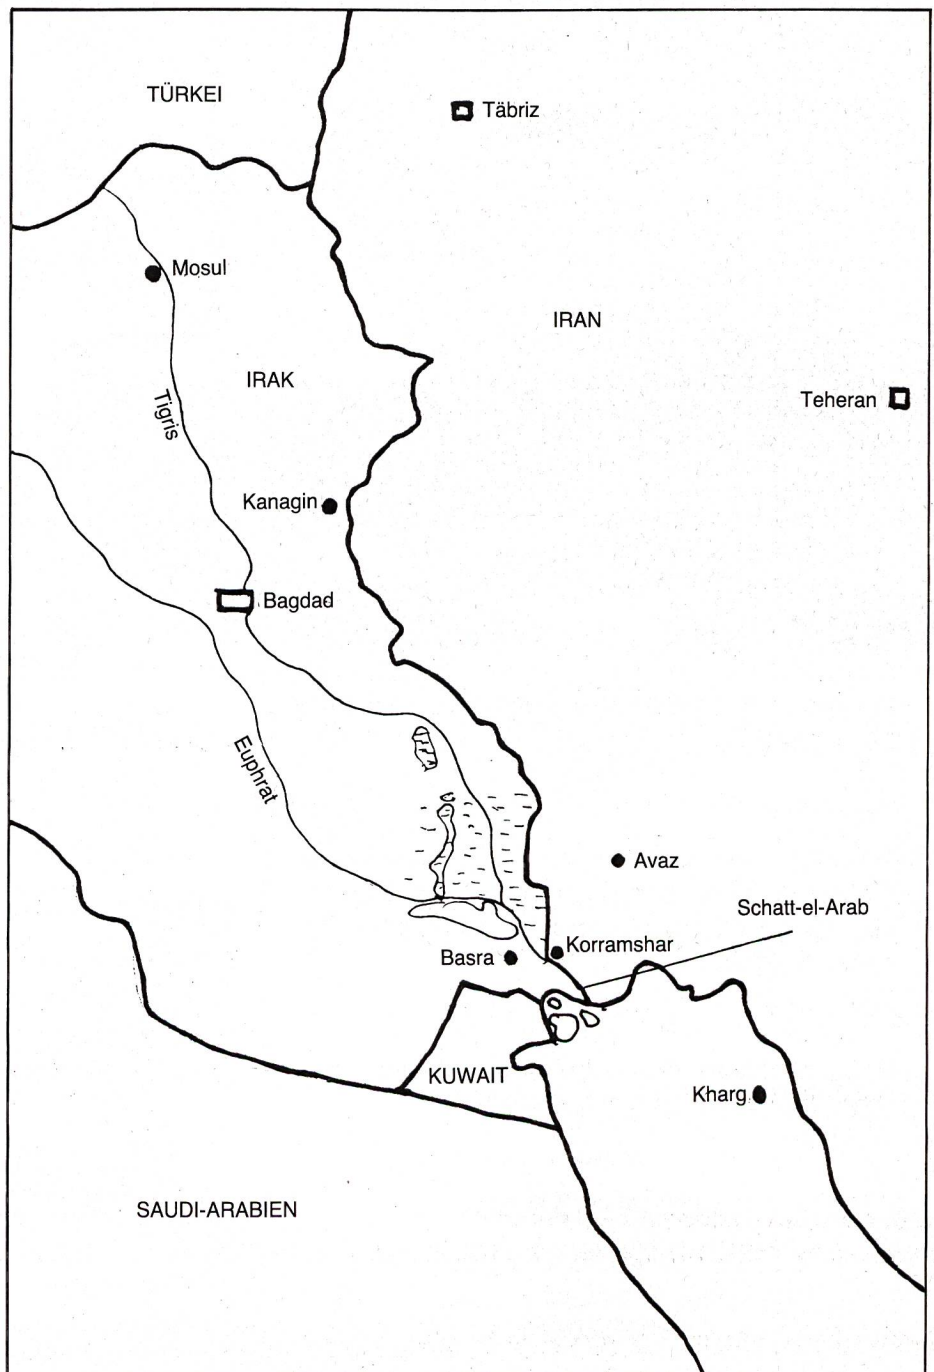 TÜRKEI
Täbriz
Mosul
IRAN
IRAK
Teheran
Tigris
Kanagin
Bagdad
Euphrat
Avaz
Schatt-el-Arab
Korramshar
Basra
KUWAIT
Kharg
SAUDI-ARABIEN